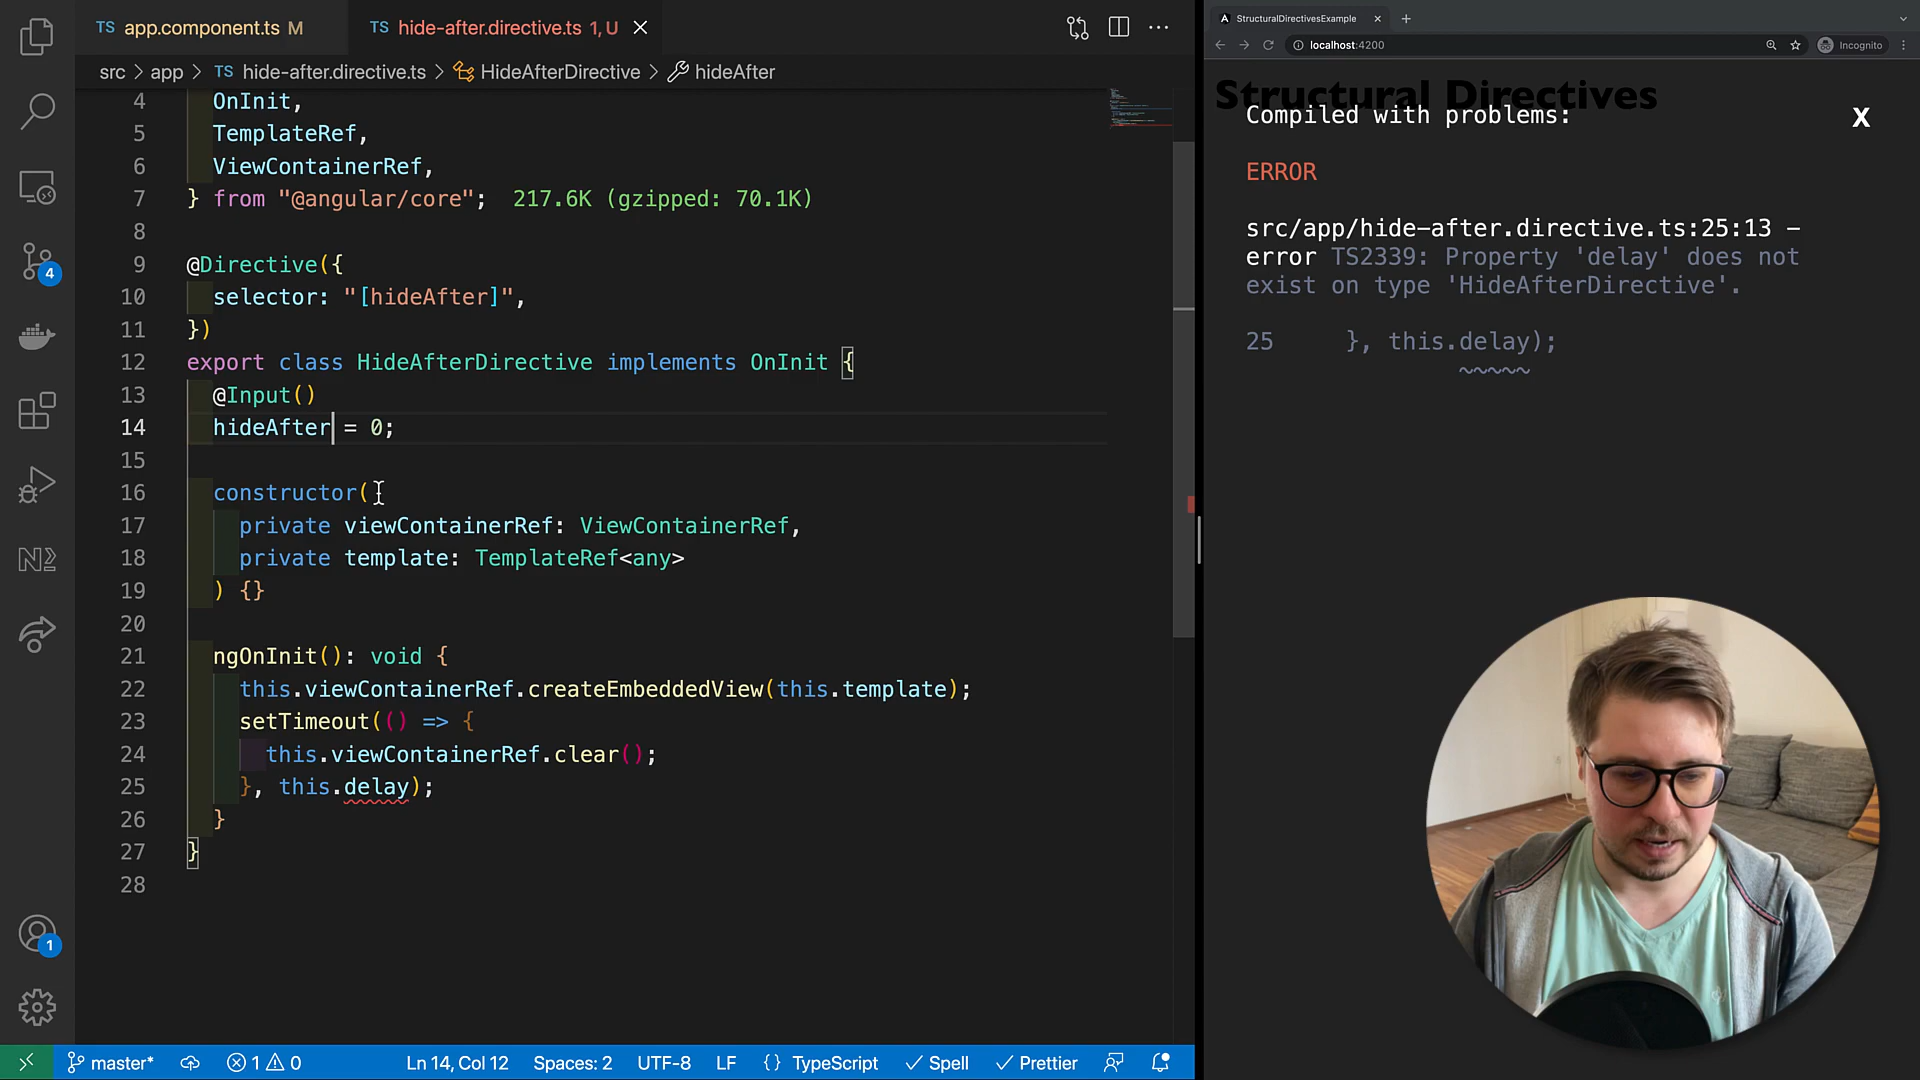 TS app.component.ts M
TS hide-after.directive.ts 1, U
src > app > TS hide-after.directive.ts > HideAfterDirective > hideAfter
4 OnInit,
5 TemplateRef,
6 ViewContainerRef,
7 } from "@angular/core"; 217.6K (gzipped: 70.1K)
8
9 @Directive({
10 selector: "[hideAfter]",
11 })
12 export class HideAfterDirective implements OnInit {
13 @Input()
14 hideAfter = 0;
15
16 constructor(
17 private viewContainerRef: ViewContainerRef,
18 private template: TemplateRef<any>
19 ) {}
20
21 ngOnInit(): void {
22 this.viewContainerRef.createEmbeddedView(this.template);
23 setTimeout(() => {
24 this.viewContainerRef.clear();
25 }, this.delay);
26 }
27 }
28
4
1
master* 1 0 Ln 14, Col 12 Spaces: 2 UTF-8 LF {} TypeScript Spell Prettier
StructuralDirectivesExample
localhost:4200 Incognito
Structural Directives
Compiled with problems: X
ERROR
src/app/hide-after.directive.ts:25:13 -
error TS2339: Property 'delay' does not
exist on type 'HideAfterDirective'.
25 }, this.delay);
~~~~~